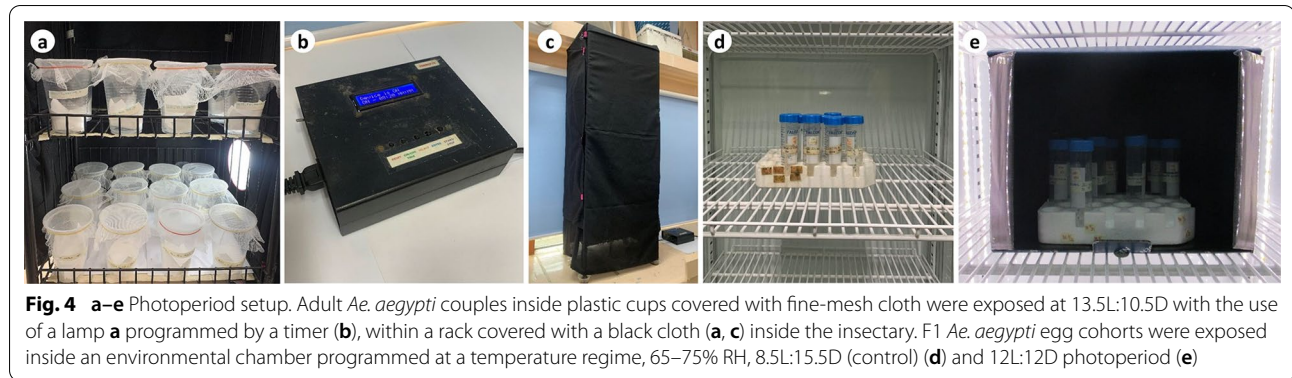 a
b
c
d
e
Fig. 4 a–e Photoperiod setup. Adult Ae. aegypti couples inside plastic cups covered with fine-mesh cloth were exposed at 13.5L:10.5D with the use
of a lamp a programmed by a timer (b), within a rack covered with a black cloth (a, c) inside the insectary. F1 Ae. aegypti egg cohorts were exposed
inside an environmental chamber programmed at a temperature regime, 65–75% RH, 8.5L:15.5D (control) (d) and 12L:12D photoperiod (e)